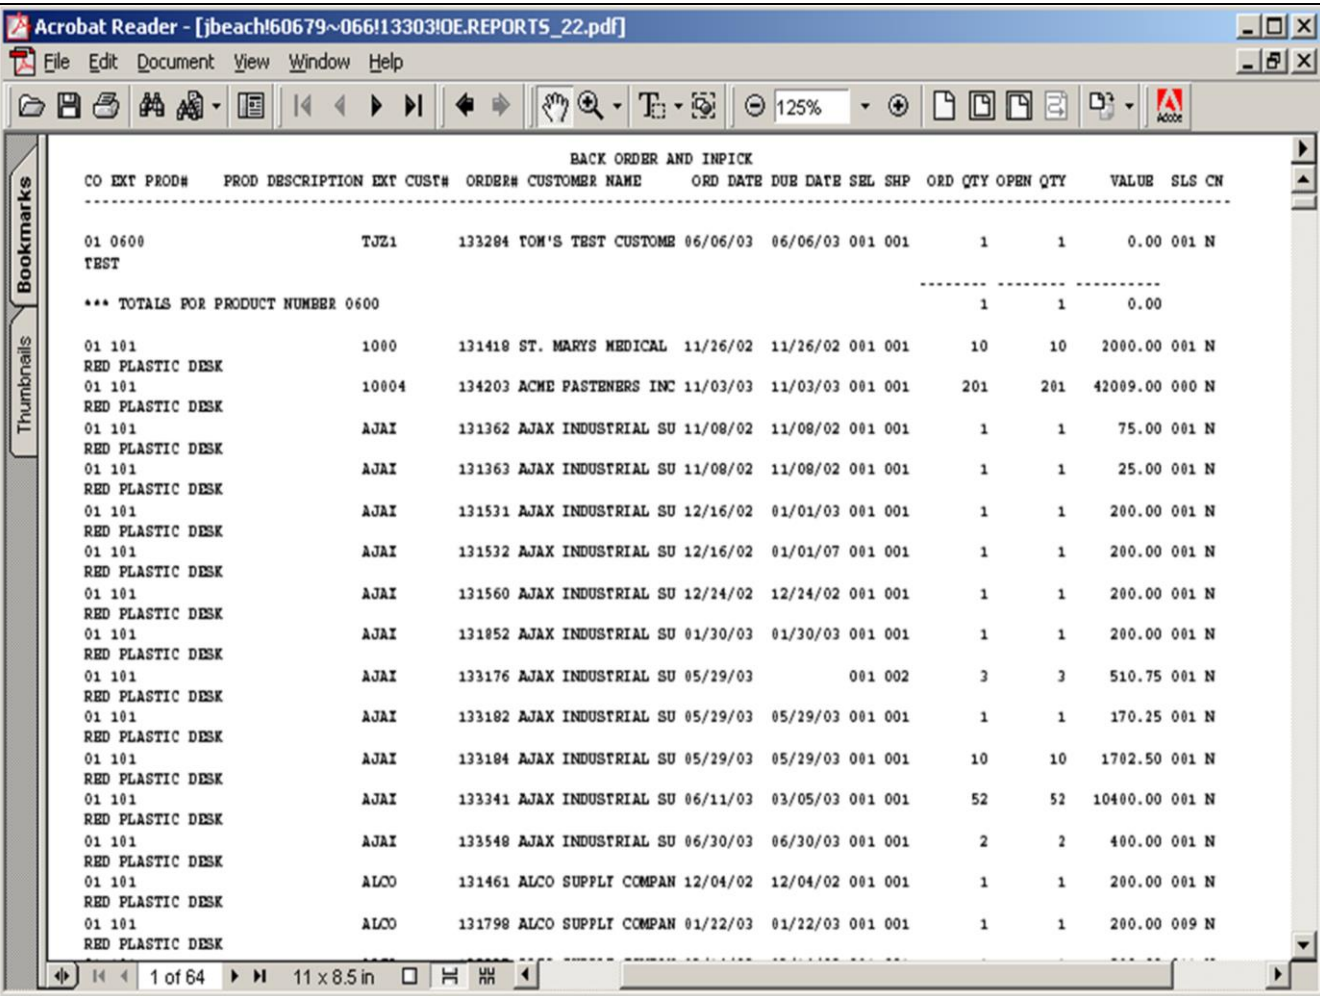 Acrobat Reader - [jbeach!60679~066!13303!OE.REPORTS_22.pdf]
File Edit Document View Window Help
125% Adobe
Bookmarks
Thumbnails
BACK ORDER AND INPICK
CO EXT PROD# PROD DESCRIPTION EXT CUST# ORDER# CUSTOMER NAME ORD DATE DUE DATE SEL SHP ORD QTY OPEN QTY VALUE SLS CN
01 0600 TJZ1 133284 TOM'S TEST CUSTOME 06/06/03 06/06/03 001 001 1 1 0.00 001 N
TEST
*** TOTALS FOR PRODUCT NUMBER 0600 1 1 0.00
01 101 1000 131418 ST. MARYS MEDICAL 11/26/02 11/26/02 001 001 10 10 2000.00 001 N
RED PLASTIC DESK
01 101 10004 134203 ACME FASTENERS INC 11/03/03 11/03/03 001 001 201 201 42009.00 000 N
RED PLASTIC DESK
01 101 AJAX 131362 AJAX INDUSTRIAL SU 11/08/02 11/08/02 001 001 1 1 75.00 001 N
RED PLASTIC DESK
01 101 AJAX 131363 AJAX INDUSTRIAL SU 11/08/02 11/08/02 001 001 1 1 25.00 001 N
RED PLASTIC DESK
01 101 AJAX 131531 AJAX INDUSTRIAL SU 12/16/02 01/01/03 001 001 1 1 200.00 001 N
RED PLASTIC DESK
01 101 AJAX 131532 AJAX INDUSTRIAL SU 12/16/02 01/01/07 001 001 1 1 200.00 001 N
RED PLASTIC DESK
01 101 AJAX 131560 AJAX INDUSTRIAL SU 12/24/02 12/24/02 001 001 1 1 200.00 001 N
RED PLASTIC DESK
01 101 AJAX 131852 AJAX INDUSTRIAL SU 01/30/03 01/30/03 001 001 1 1 200.00 001 N
RED PLASTIC DESK
01 101 AJAX 133176 AJAX INDUSTRIAL SU 05/29/03 001 002 3 3 510.75 001 N
RED PLASTIC DESK
01 101 AJAX 133182 AJAX INDUSTRIAL SU 05/29/03 05/29/03 001 001 1 1 170.25 001 N
RED PLASTIC DESK
01 101 AJAX 133184 AJAX INDUSTRIAL SU 05/29/03 05/29/03 001 001 10 10 1702.50 001 N
RED PLASTIC DESK
01 101 AJAX 133341 AJAX INDUSTRIAL SU 06/11/03 03/05/03 001 001 52 52 10400.00 001 N
RED PLASTIC DESK
01 101 AJAX 133548 AJAX INDUSTRIAL SU 06/30/03 06/30/03 001 001 2 2 400.00 001 N
RED PLASTIC DESK
01 101 ALCO 131461 ALCO SUPPLY COMPAN 12/04/02 12/04/02 001 001 1 1 200.00 001 N
RED PLASTIC DESK
01 101 ALCO 131798 ALCO SUPPLY COMPAN 01/22/03 01/22/03 001 001 1 1 200.00 009 N
RED PLASTIC DESK
1 of 64 11 x 8.5 in